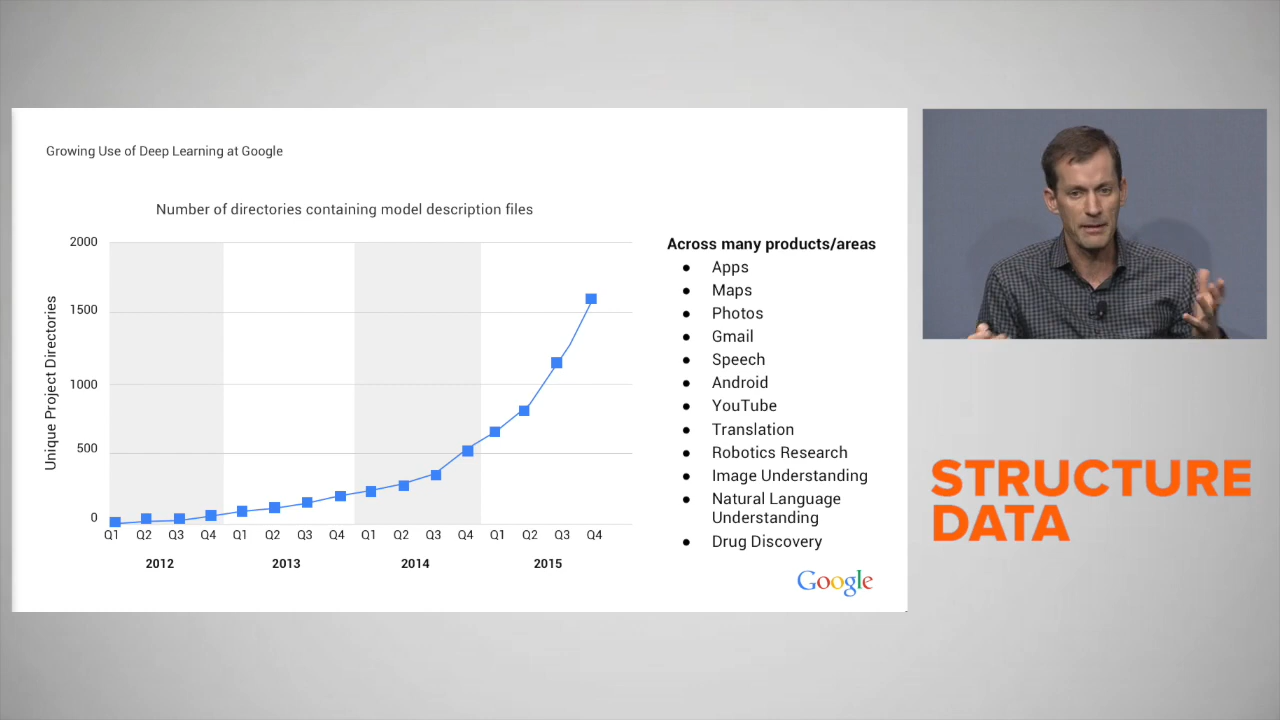 Growing Use of Deep Learning at Google
Number of directories containing model description files
Unique Project Directories
2000
1500
1000
500
0
Q1 Q2 Q3 Q4 Q1 Q2 Q3 Q4 Q1 Q2 Q3 Q4 Q1 Q2 Q3 Q4
2012 2013 2014 2015
Across many products/areas
● Apps
● Maps
● Photos
● Gmail
● Speech
● Android
● YouTube
● Translation
● Robotics Research
● Image Understanding
● Natural Language
Understanding
● Drug Discovery
Google
STRUCTURE
DATA